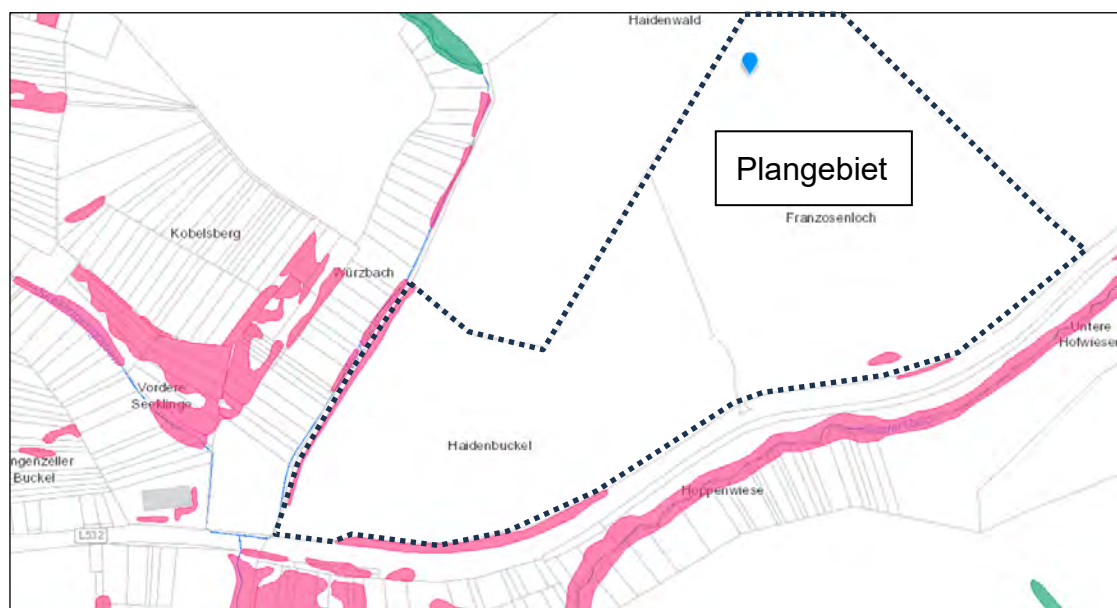 Haidenwald
Plangebiet
Franzosenloch
Kobelsberg
Würzbach
Untere
Hofwiesen
Vordere
Seeklinge
Haidenbuckel
ngenzeller
Buckel
Hoppenwiese
L532